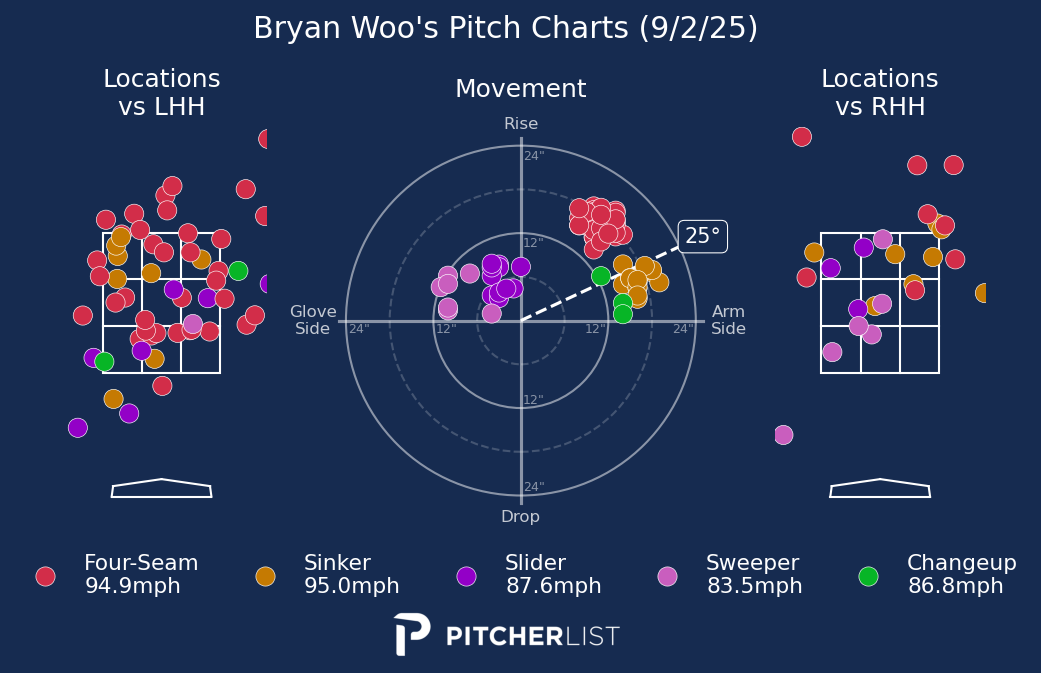 Bryan Woo's Pitch Charts (9/2/25)
Locations
vs LHH
Movement
Locations
vs RHH
Rise
24"
12"
25°
Glove
Side
24"
12"
12"
24"
Arm
Side
12"
24"
Drop
Four-Seam
94.9mph
Sinker
95.0mph
Slider
87.6mph
Sweeper
83.5mph
Changeup
86.8mph
PITCHERLIST